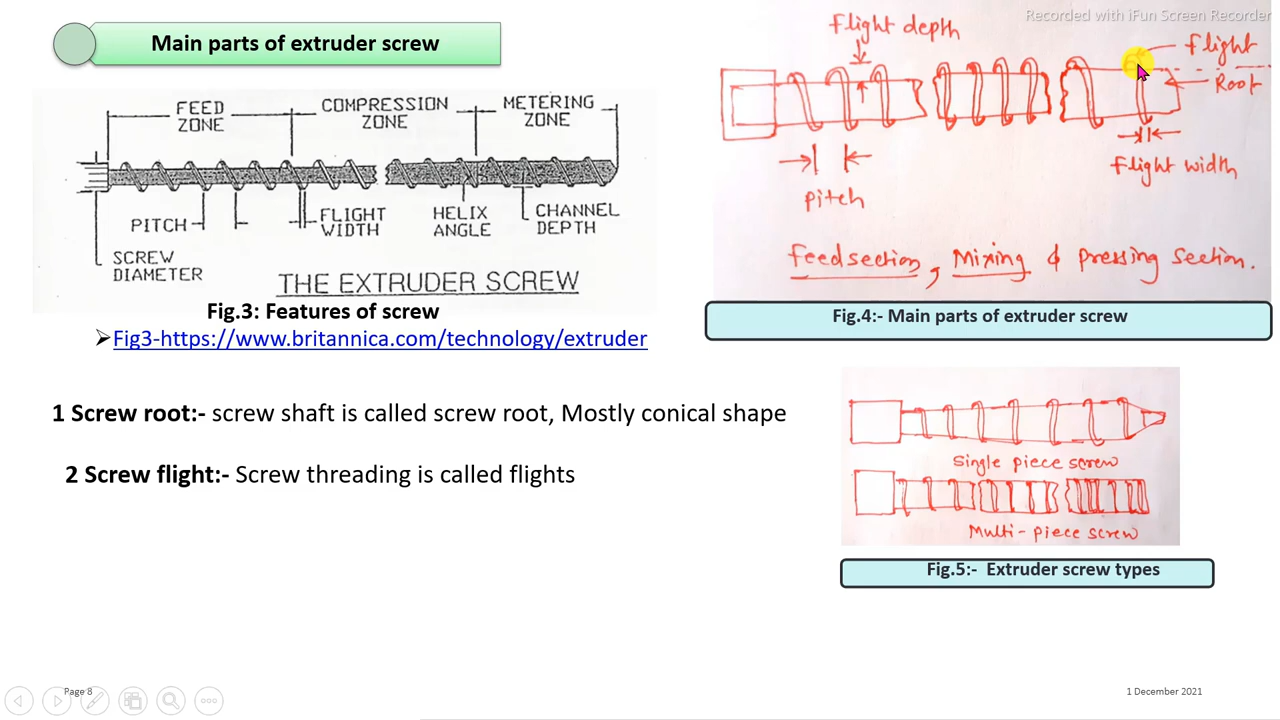 Recorded with iFun Screen Recorder
Main parts of extruder screw
FEED ZONE
COMPRESSION ZONE
METERING ZONE
PITCH
FLIGHT WIDTH
HELIX ANGLE
CHANNEL DEPTH
SCREW DIAMETER
THE EXTRUDER SCREW
Fig.3: Features of screw
Fig3-https://www.britannica.com/technology/extruder
flight depth
flight
Root
flight width
pitch
feedsection, Mixing & pressing section.
Fig.4:- Main parts of extruder screw
1 Screw root:- screw shaft is called screw root, Mostly conical shape
2 Screw flight:- Screw threading is called flights
Single piece screw
Multi-piece screw
Fig.5:- Extruder screw types
Page 8
1 December 2021